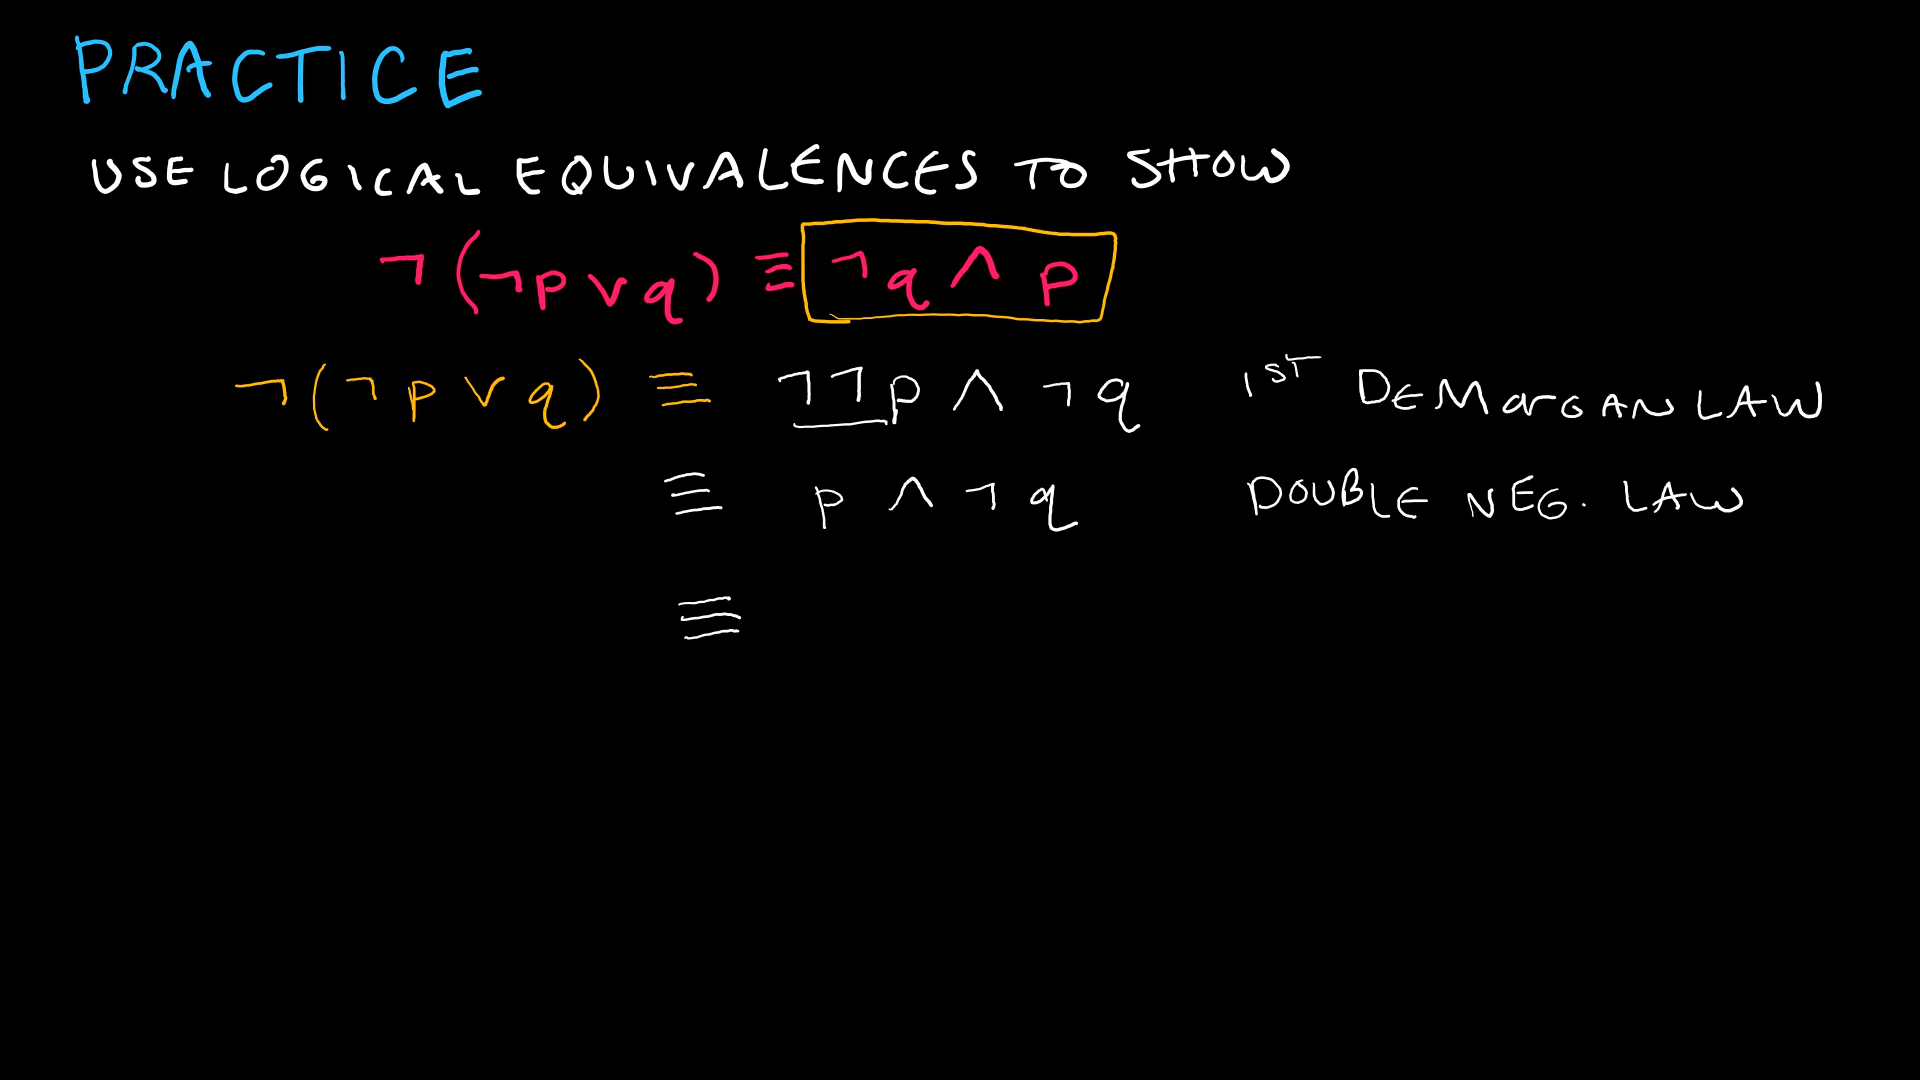 PRACTICE
USE LOGICAL EQUIVALENCES TO SHOW
¬(¬p∨q) ≡ ¬q ∧ p
¬(¬p∨q) ≡ ¬¬p ∧ ¬q 1ST DEMORGAN LAW
≡ p ∧ ¬q DOUBLE NEG. LAW
≡